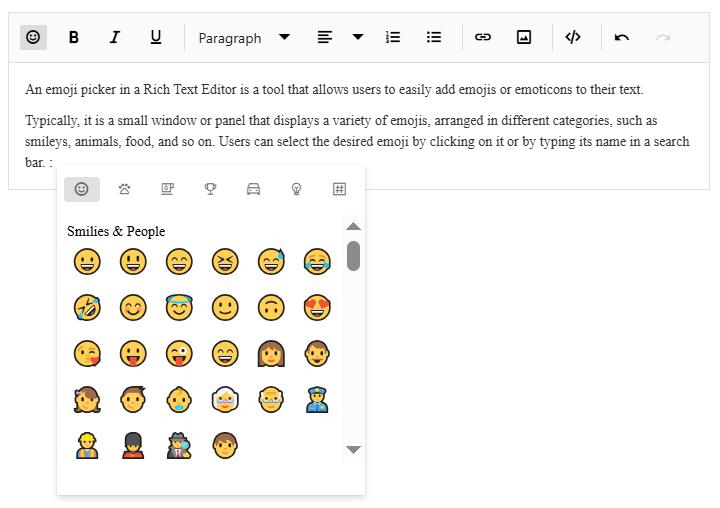 B I U Paragraph </>
An emoji picker in a Rich Text Editor is a tool that allows users to easily add emojis or emoticons to their text.
Typically, it is a small window or panel that displays a variety of emojis, arranged in different categories, such as
smileys, animals, food, and so on. Users can select the desired emoji by clicking on it or by typing its name in a search
bar. :
Smilies & People